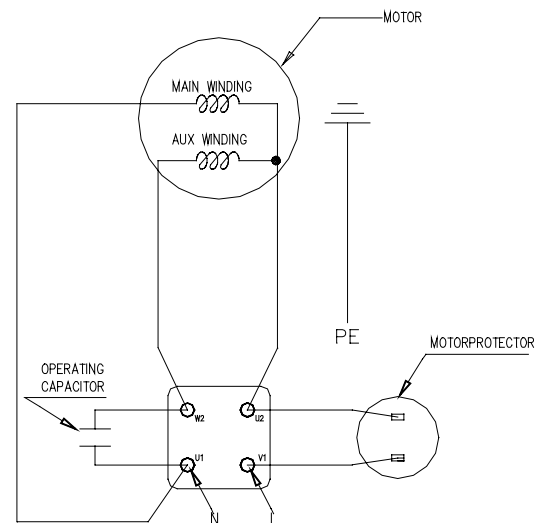 MOTOR
MAIN WINDING
AUX WINDING
PE
MOTORPROTECTOR
OPERATING
CAPACITOR
W2
U2
U1
V1
N